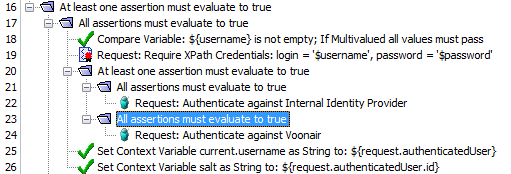 16 At least one assertion must evaluate to true
17 All assertions must evaluate to true
18 Compare Variable: ${username} is not empty; If Multivalued all values must pass
19 Request: Require XPath Credentials: login = '$username', password = '$password'
20 At least one assertion must evaluate to true
21 All assertions must evaluate to true
22 Request: Authenticate against Internal Identity Provider
23 All assertions must evaluate to true
24 Request: Authenticate against Voonair
25 Set Context Variable current.username as String to: ${request.authenticatedUser}
26 Set Context Variable salt as String to: ${request.authenticatedUser.id}